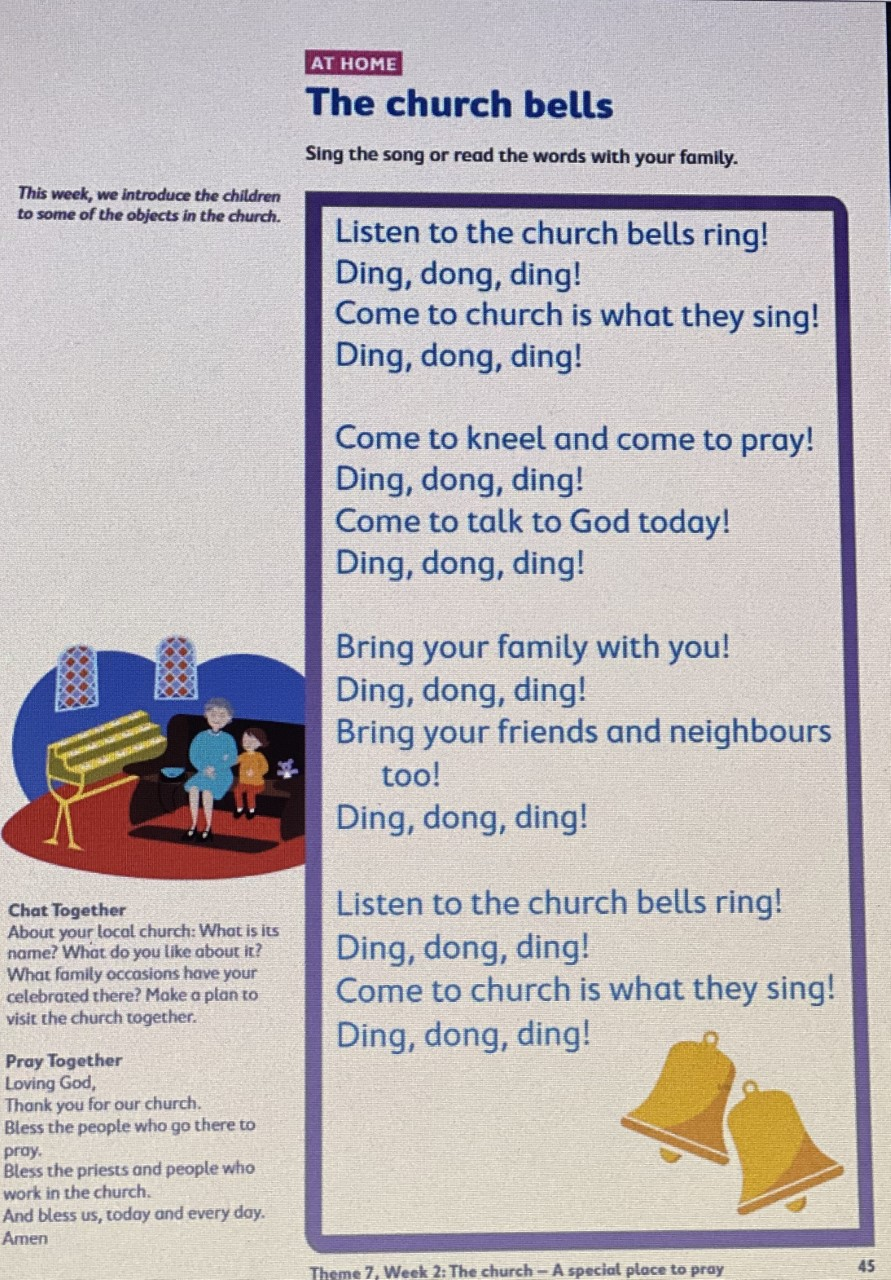 AT HOME
The church bells
Sing the song or read the words with your family.
This week, we introduce the children
to some of the objects in the church.
Listen to the church bells ring!
Ding, dong, ding!
Come to church is what they sing!
Ding, dong, ding!
Come to kneel and come to pray!
Ding, dong, ding!
Come to talk to God today!
Ding, dong, ding!
Bring your family with you!
Ding, dong, ding!
Bring your friends and neighbours
too!
Ding, dong, ding!
Listen to the church bells ring!
Ding, dong, ding!
Come to church is what they sing!
Ding, dong, ding!
Chat Together
About your local church: What is its
name? What do you like about it?
What family occasions have your
celebrated there? Make a plan to
visit the church together.
Pray Together
Loving God,
Thank you for our church.
Bless the people who go there to
pray.
Bless the priests and people who
work in the church.
And bless us, today and every day.
Amen
Theme 7, Week 2: The church – A special place to pray
45